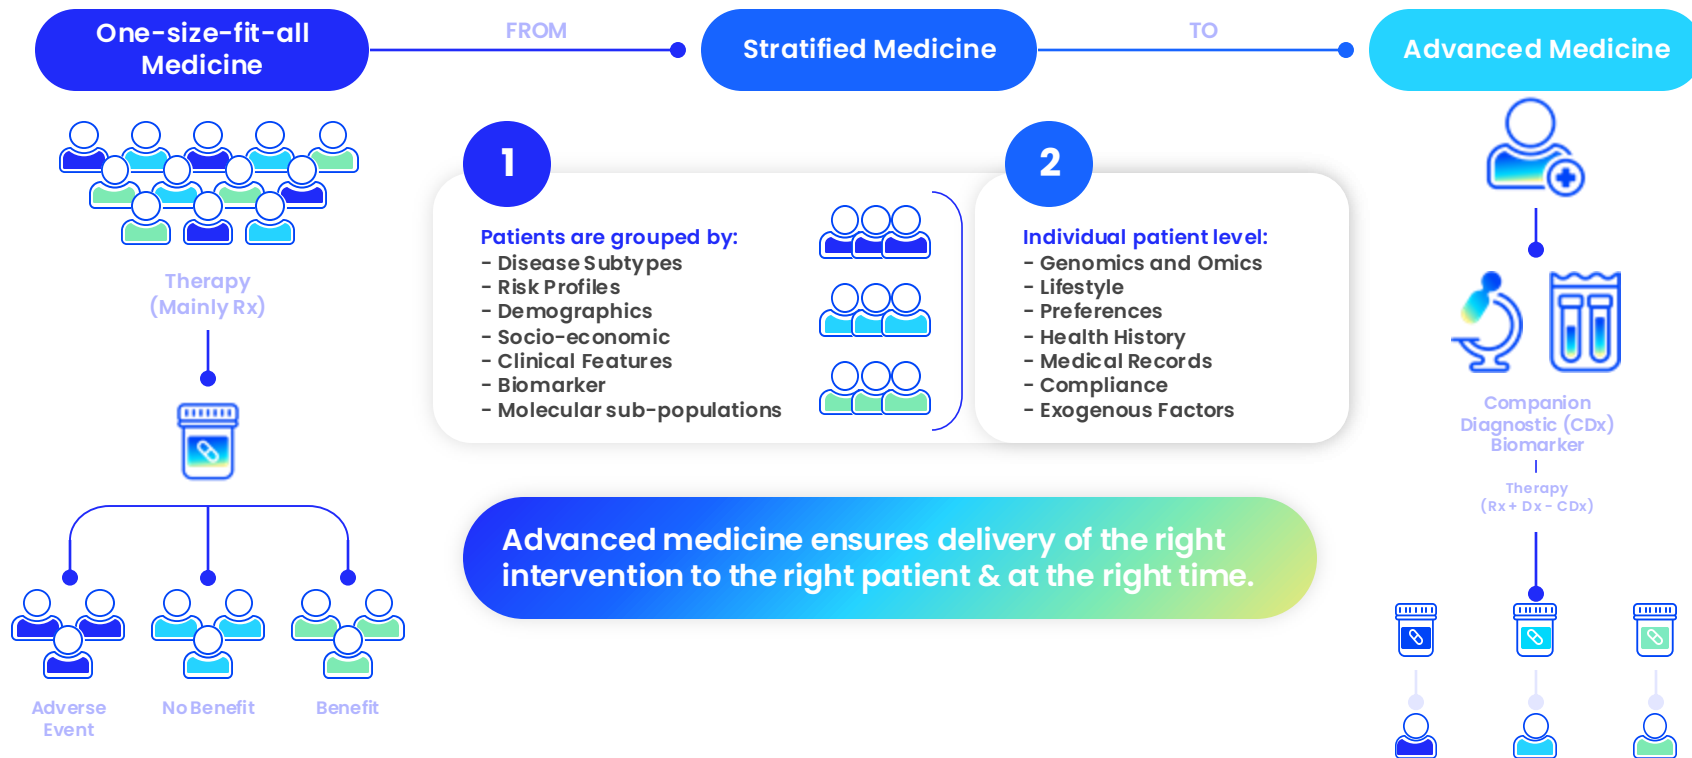 One-size-fit-all
Medicine
FROM
Stratified Medicine
TO
Advanced Medicine
Therapy
(Mainly Rx)
Adverse
Event
No Benefit
Benefit
1
Patients are grouped by:
- Disease Subtypes
- Risk Profiles
- Demographics
- Socio-economic
- Clinical Features
- Biomarker
- Molecular sub-populations
2
Individual patient level:
- Genomics and Omics
- Lifestyle
- Preferences
- Health History
- Medical Records
- Compliance
- Exogenous Factors
Advanced medicine ensures delivery of the right
intervention to the right patient & at the right time.
Companion
Diagnostic (CDx)
Biomarker
Therapy
(Rx + Dx - CDx)